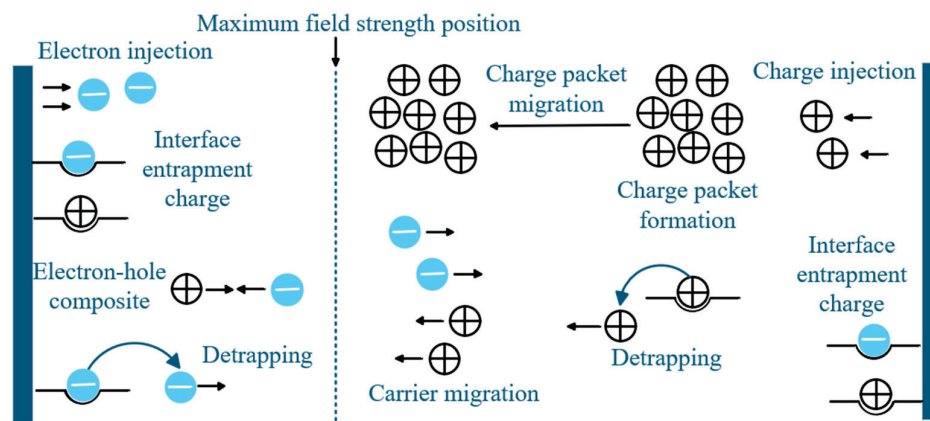 Maximum field strength position
Electron injection
Charge packet
migration
Charge injection
Interface
entrapment
charge
Charge packet
formation
Interface
entrapment
charge
Electron-hole
composite
Detrapping
Detrapping
Carrier migration